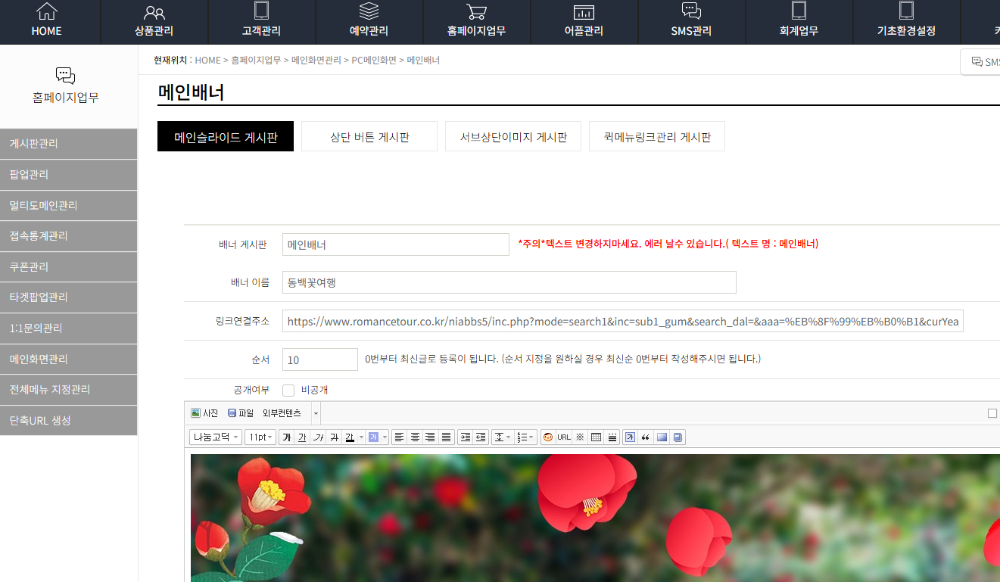 HOME 상품관리 고객관리 예약관리 홈페이지업무 어플관리 SMS관리 회계업무 기초환경설정
현재위치 : HOME > 홈페이지업무 > 메인화면관리 > PC메인화면 > 메인배너
SMS
홈페이지업무
게시판관리
팝업관리
멀티도메인관리
접속통계관리
쿠폰관리
타겟팝업관리
1:1문의관리
메인화면관리
전체메뉴 지정관리
단축URL 생성
메인배너
메인슬라이드 게시판 상단 버튼 게시판 서브상단이미지 게시판 퀵메뉴링크관리 게시판
배너 게시판 메인배너 *주의*텍스트 변경하지마세요. 에러 날수 있습니다.( 텍스트 명 : 메인배너)
배너 이름 동백꽃여행
링크연결주소 https://www.romancetour.co.kr/niabbs5/inc.php?mode=search1&inc=sub1_gum&search_dal=&aaa=%EB%8F%99%EB%B0%B1&curYea
순서 10 0번부터 최신글로 등록이 됩니다. (순서 지정을 원하실 경우 최신순 0번부터 작성해주시면 됩니다.)
공개여부 비공개
사진 파일 외부컨텐츠
나눔고딕 11pt 가 가 가 가 가 가 URL ※ 가 “